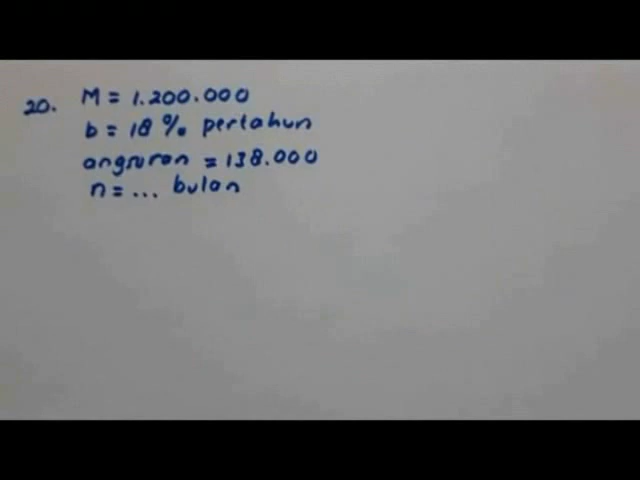 20. M = 1.200.000
b = 18 % pertahun
angsuran = 138.000
n = ... bulan